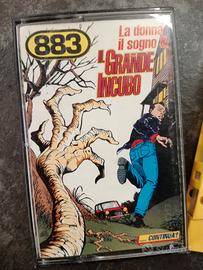 883
La donna
il sogno &
IL GRANDE
INCUBO
...CONTINUA?